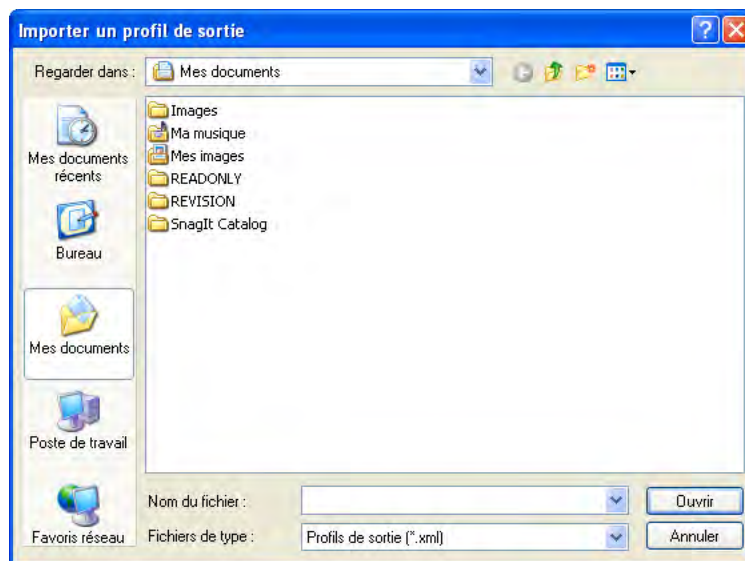 Importer un profil de sortie
Regarder dans :
Mes documents
Mes documents
récents
Bureau
Mes documents
Poste de travail
Favoris réseau
Images
Ma musique
Mes images
READONLY
REVISION
SnagIt Catalog
Nom du fichier :
Ouvrir
Fichiers de type :
Profils de sortie (*.xml)
Annuler